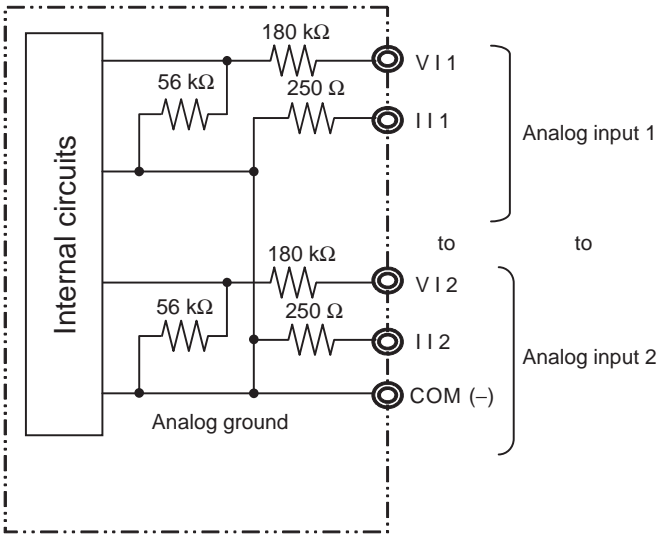 180 kΩ
V I 1
56 kΩ
250 Ω
I I 1
Analog input 1
Internal circuits
to
to
180 kΩ
V I 2
56 kΩ
250 Ω
I I 2
Analog input 2
COM (–)
Analog ground